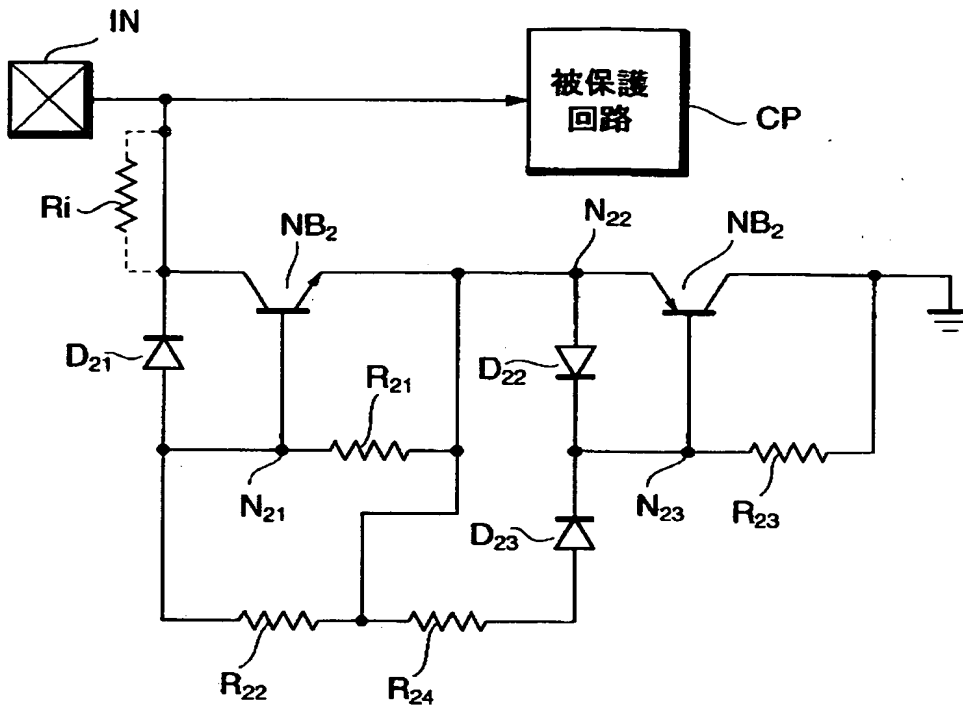 IN
被保護
回路
CP
Ri
NB₂
N₂₂
NB₂
D₂₁
R₂₁
D₂₂
N₂₁
N₂₃
R₂₃
D₂₃
R₂₂
R₂₄